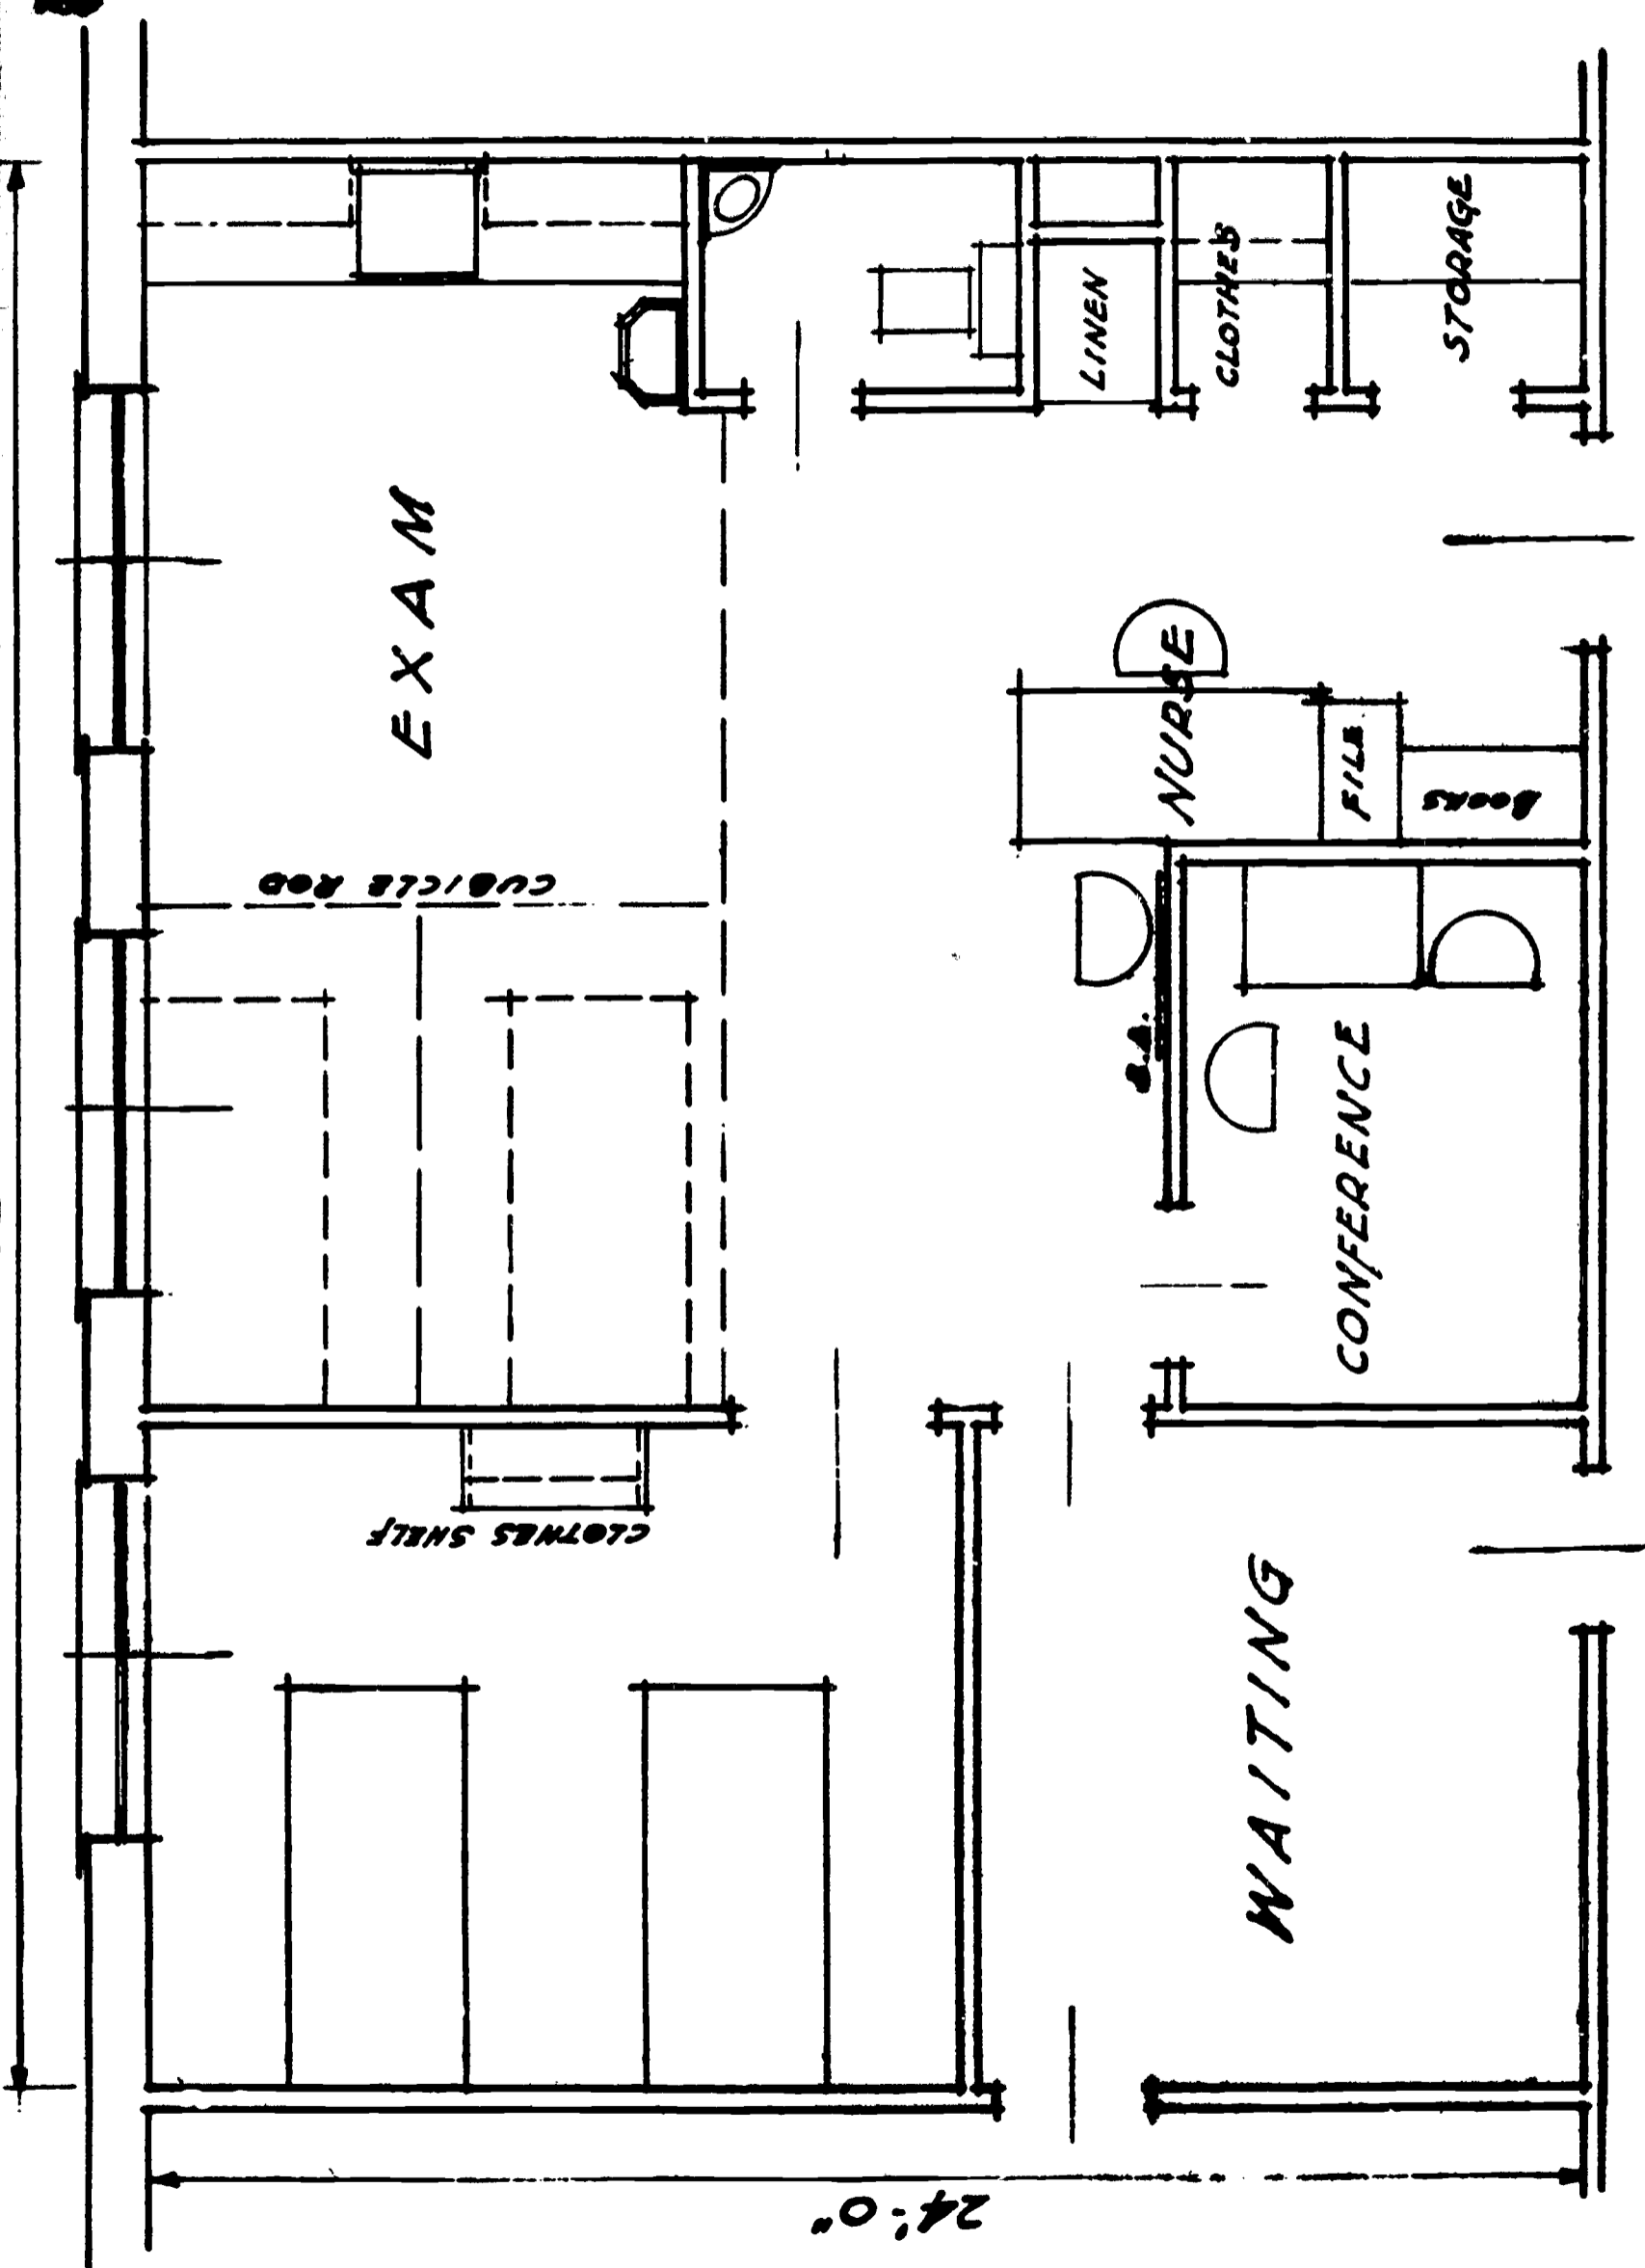 EXAM
CUBICLE ROD
CLOTHES SHELF
LINEN
CLOTHES
STORAGE
NURSE
FILE
BOOKS
CONFERENCE
WAITING
24'-0"